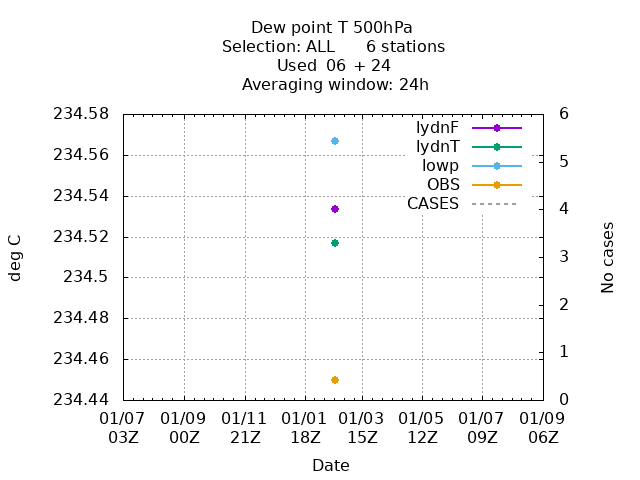 Dew point T 500hPa
Selection: ALL      6 stations
Used  06 + 24
Averaging window: 24h
234.58
234.56
234.54
234.52
234.5
234.48
234.46
234.44
deg C
6
5
4
3
2
1
0
No cases
lydnF
lydnT
lowp
OBS
CASES
01/07 01/09 01/11 01/01 01/03 01/05 01/07 01/09
03Z 00Z 21Z 18Z 15Z 12Z 09Z 06Z
Date